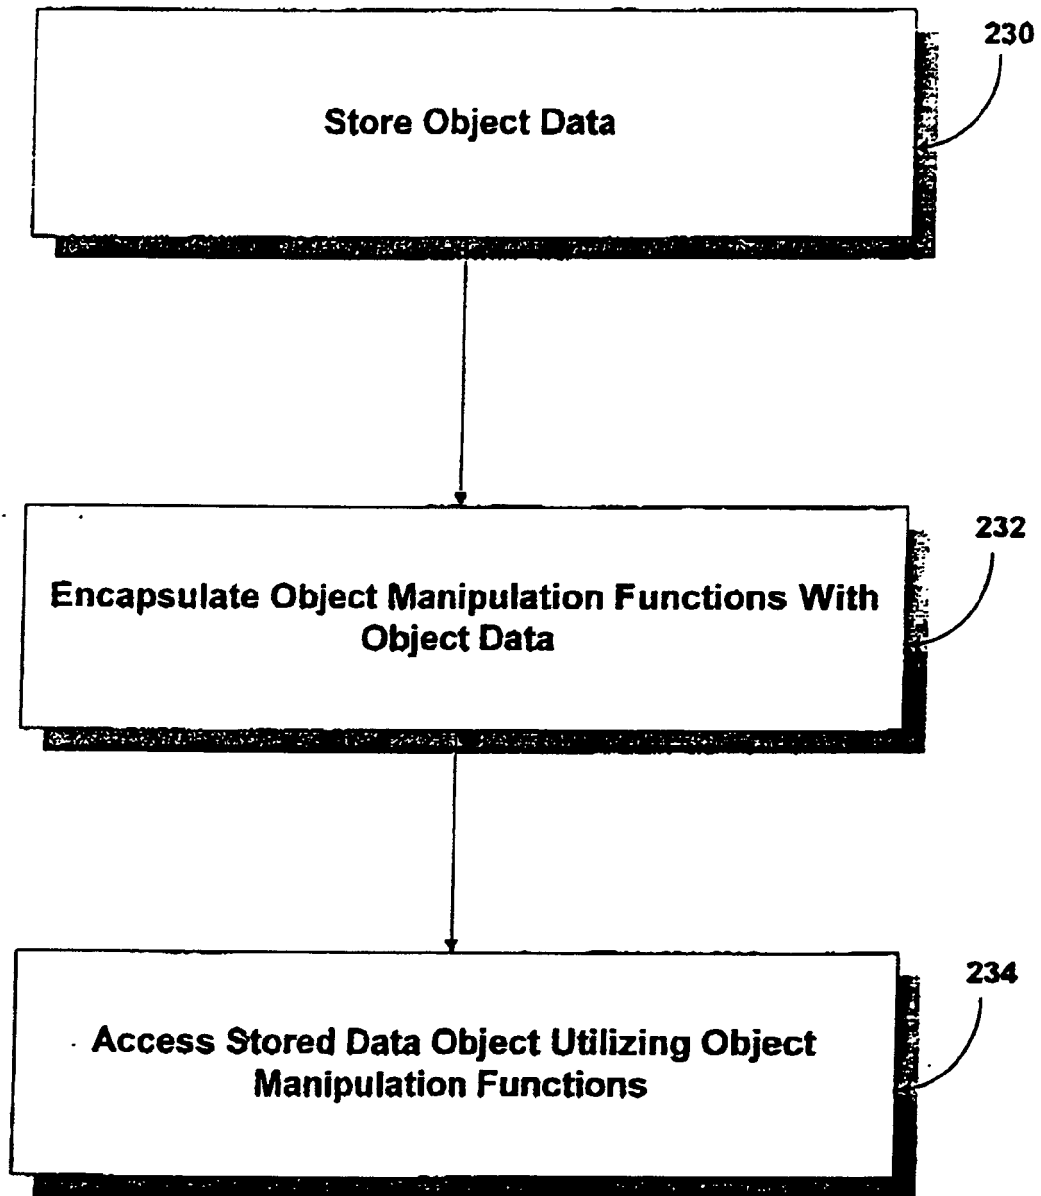 230
Store Object Data
232
Encapsulate Object Manipulation Functions With
Object Data
234
Access Stored Data Object Utilizing Object
Manipulation Functions